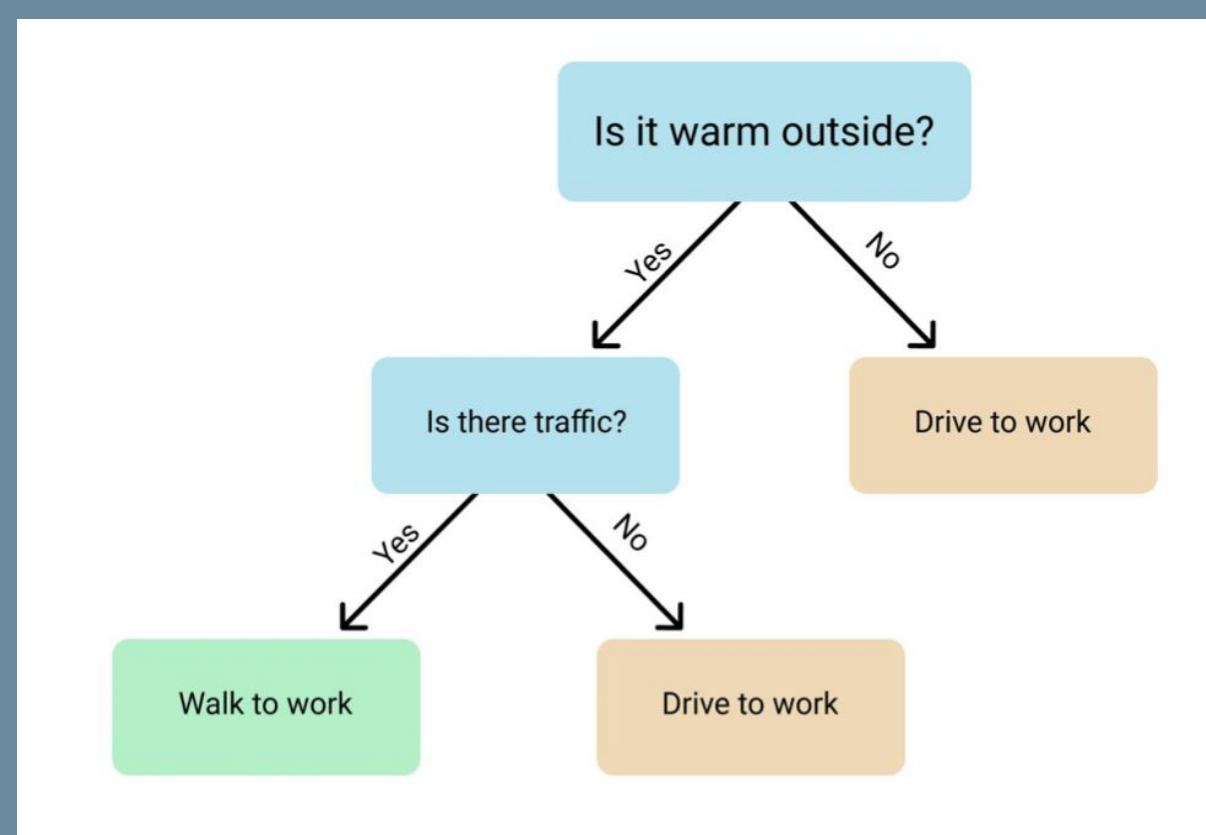 Is it warm outside?
Yes
No
Is there traffic?
Drive to work
Yes
No
Walk to work
Drive to work